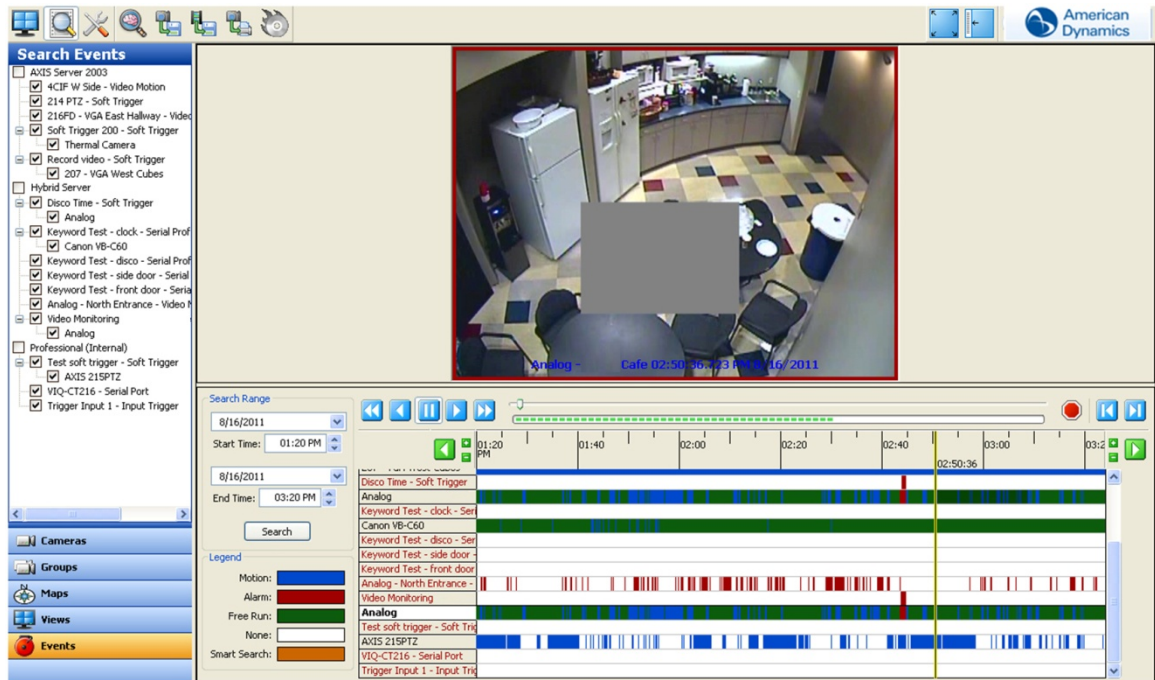 American
Dynamics
Search Events
AXIS Server 2003
4CIF W Side - Video Motion
214 PTZ - Soft Trigger
216FD - VGA East Hallway - Video
Soft Trigger 200 - Soft Trigger
Thermal Camera
Record video - Soft Trigger
207 - VGA West Cubes
Hybrid Server
Disco Time - Soft Trigger
Analog
Keyword Test - clock - Serial Prof
Canon VB-C60
Keyword Test - disco - Serial Prof
Keyword Test - side door - Serial
Keyword Test - front door - Seria
Analog - North Entrance - Video
Video Monitoring
Analog
Professional (Internal)
Test soft trigger - Soft Trigger
AXIS 215PTZ
VIQ-CT216 - Serial Port
Trigger Input 1 - Input Trigger
Cameras
Groups
Maps
Views
Events
Analog - Cafe 02:50:36.723 PM 8/16/2011
Search Range
8/16/2011
Start Time: 01:20 PM
8/16/2011
End Time: 03:20 PM
Search
Legend
Motion:
Alarm:
Free Run:
None:
Smart Search:
01:20 PM 01:40 02:00 02:20 02:40 03:00 03:2
02:50:36
Disco Time - Soft Trigger
Analog
Keyword Test - clock - Seri
Canon VB-C60
Keyword Test - disco - Ser
Keyword Test - side door -
Keyword Test - front door
Analog - North Entrance -
Video Monitoring
Analog
Test soft trigger - Soft Trig
AXIS 215PTZ
VIQ-CT216 - Serial Port
Trigger Input 1 - Input Trig